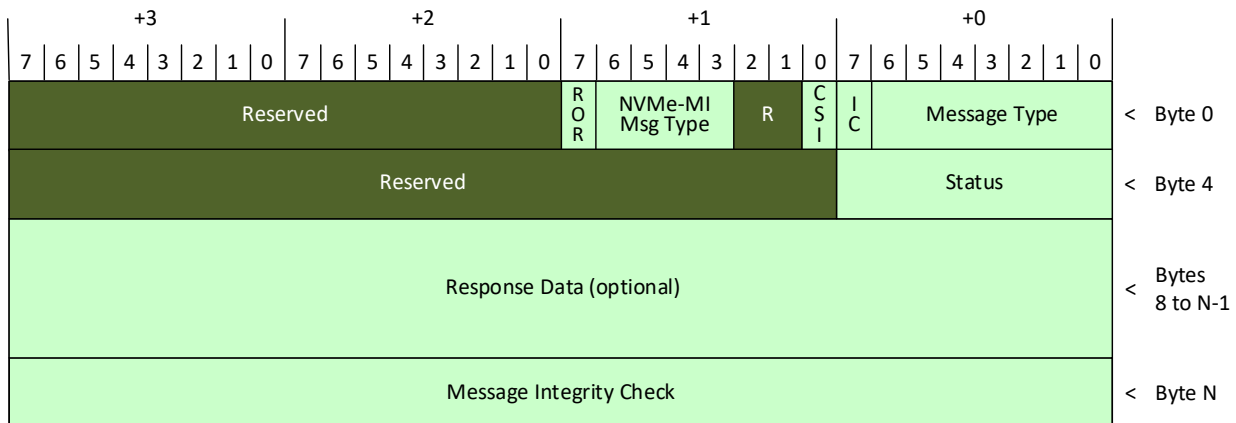 +3 +2 +1 +0
7 6 5 4 3 2 1 0 7 6 5 4 3 2 1 0 7 6 5 4 3 2 1 0 7 6 5 4 3 2 1 0
Reserved
R
O
R
NVMe-MI
Msg Type
R
C
S
I
I
C
Message Type
< Byte 0
Reserved
Status
< Byte 4
Response Data (optional)
< Bytes
8 to N-1
Message Integrity Check
< Byte N